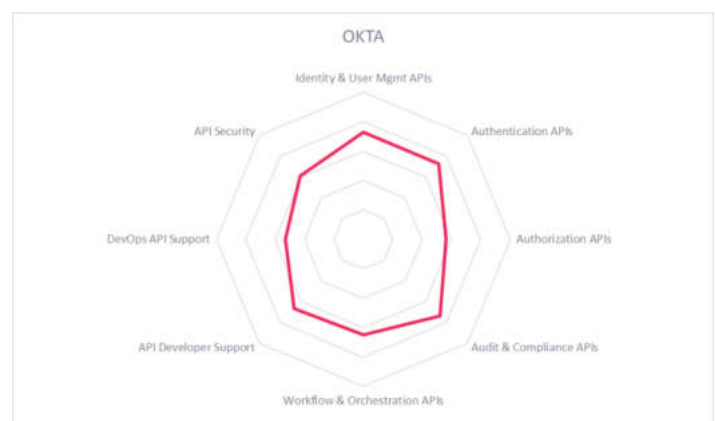 OKTA
Identity & User Mgmt APIs
API Security
Authentication APIs
DevOps API Support
Authorization APIs
API Developer Support
Audit & Compliance APIs
Workflow & Orchestration APIs